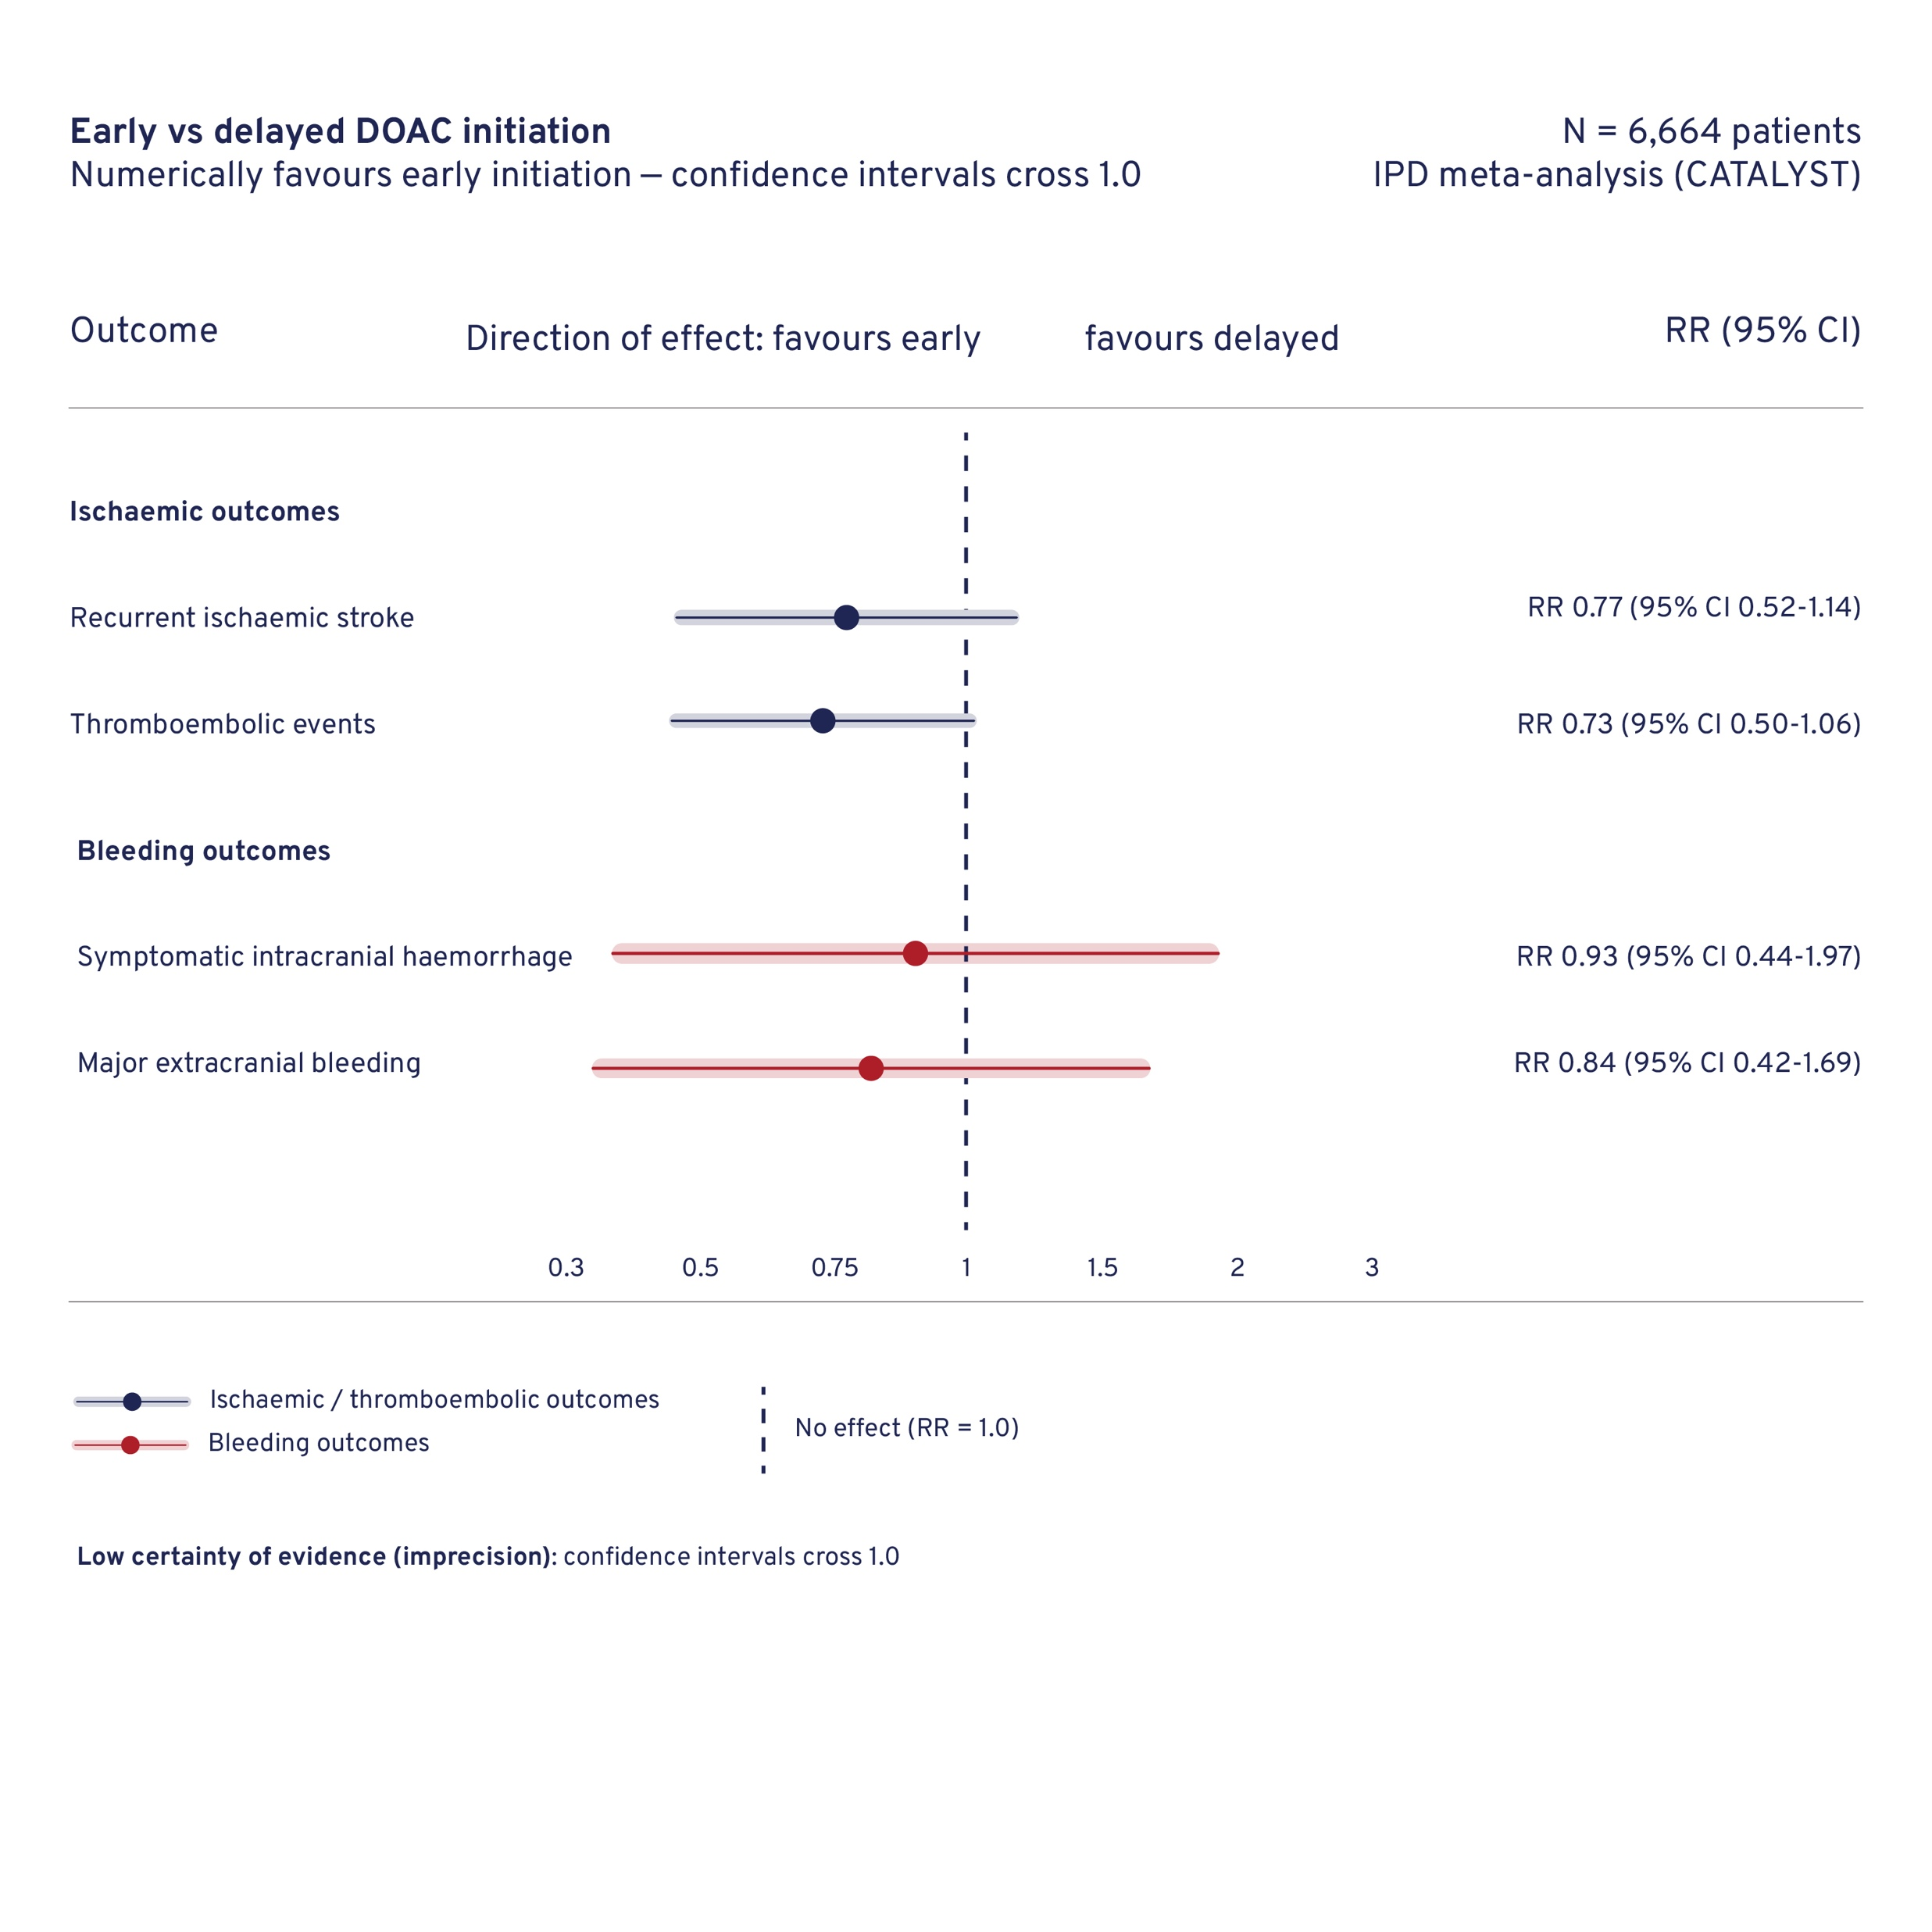 Early vs delayed DOAC initiation
Numerically favours early initiation — confidence intervals cross 1.0
N = 6,664 patients
IPD meta-analysis (CATALYST)
Outcome
Direction of effect: favours early
favours delayed
RR (95% CI)
Ischaemic outcomes
Recurrent ischaemic stroke
RR 0.77 (95% CI 0.52-1.14)
Thromboembolic events
RR 0.73 (95% CI 0.50-1.06)
Bleeding outcomes
Symptomatic intracranial haemorrhage
RR 0.93 (95% CI 0.44-1.97)
Major extracranial bleeding
RR 0.84 (95% CI 0.42-1.69)
0.3 0.5 0.75 1 1.5 2 3
Ischaemic / thromboembolic outcomes
Bleeding outcomes
No effect (RR = 1.0)
Low certainty of evidence (imprecision): confidence intervals cross 1.0